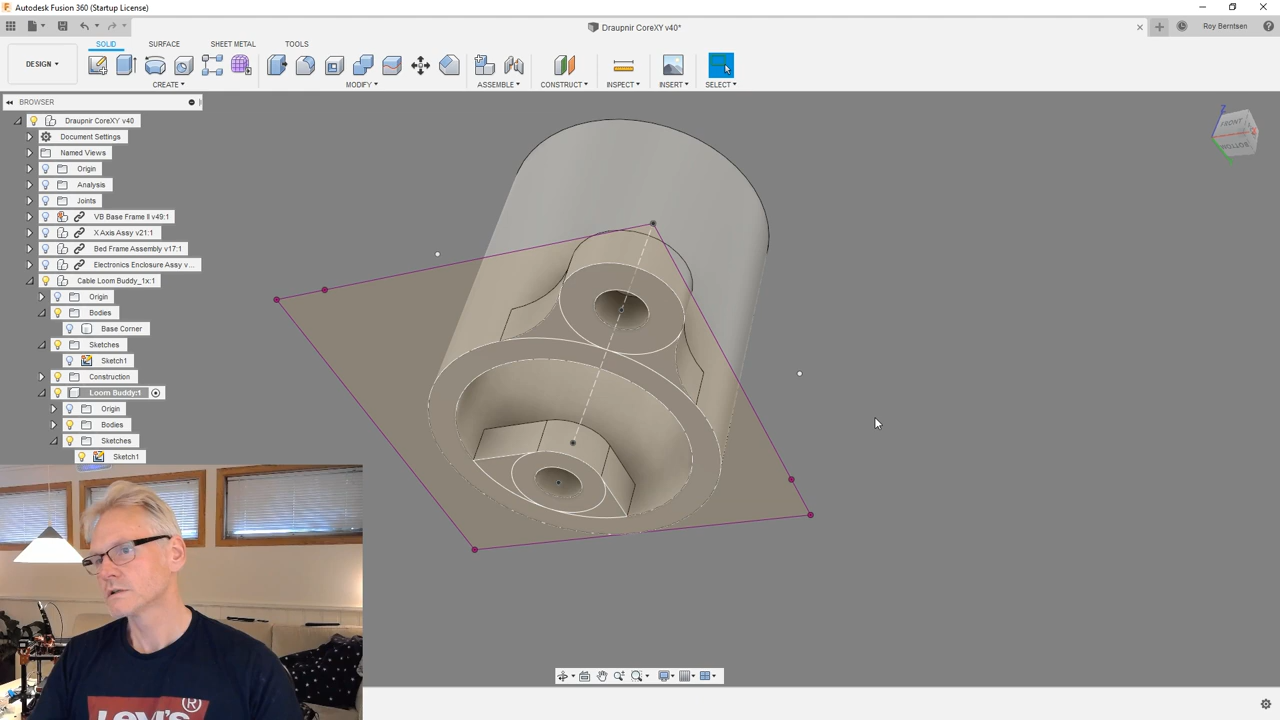 Autodesk Fusion 360 (Startup License)
Draupnir CoreXY v40*
Roy Berntsen
DESIGN
SOLID
SURFACE
SHEET METAL
TOOLS
CREATE
MODIFY
ASSEMBLE
CONSTRUCT
INSPECT
INSERT
SELECT
BROWSER
Draupnir CoreXY v40
Document Settings
Named Views
Origin
Analysis
Joints
VB Base Frame II v49:1
X Axis Assy v21:1
Bed Frame Assembly v17:1
Electronics Enclosure Assy v...
Cable Loom Buddy_1x:1
Origin
Bodies
Base Corner
Sketches
Sketch1
Construction
Loom Buddy:1
Origin
Bodies
Sketches
Sketch1
Z
FRONT